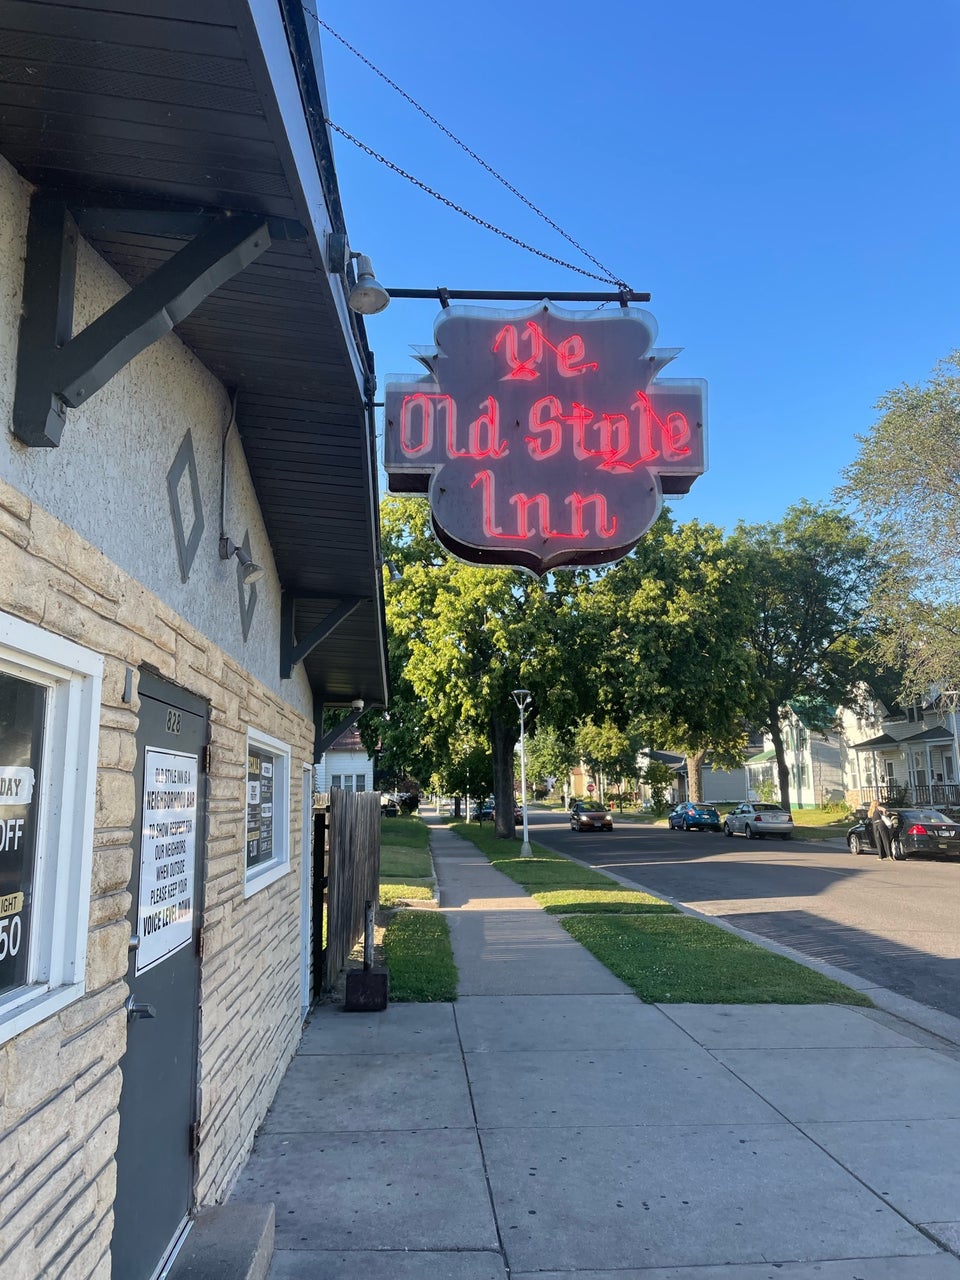 Ye
Old Style
Inn
828
OLD STYLE INN IS A
NEIGHBORHOOD BAR
TO SHOW RESPECT FOR
OUR NEIGHBORS,
WHEN OUTSIDE
PLEASE KEEP YOUR
VOICE LEVEL DOWN
DAY
OFF
IGHT
50